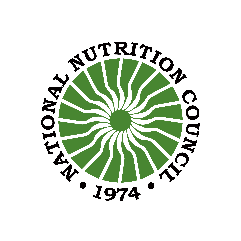 NATIONAL NUTRITION COUNCIL
• 1974 •